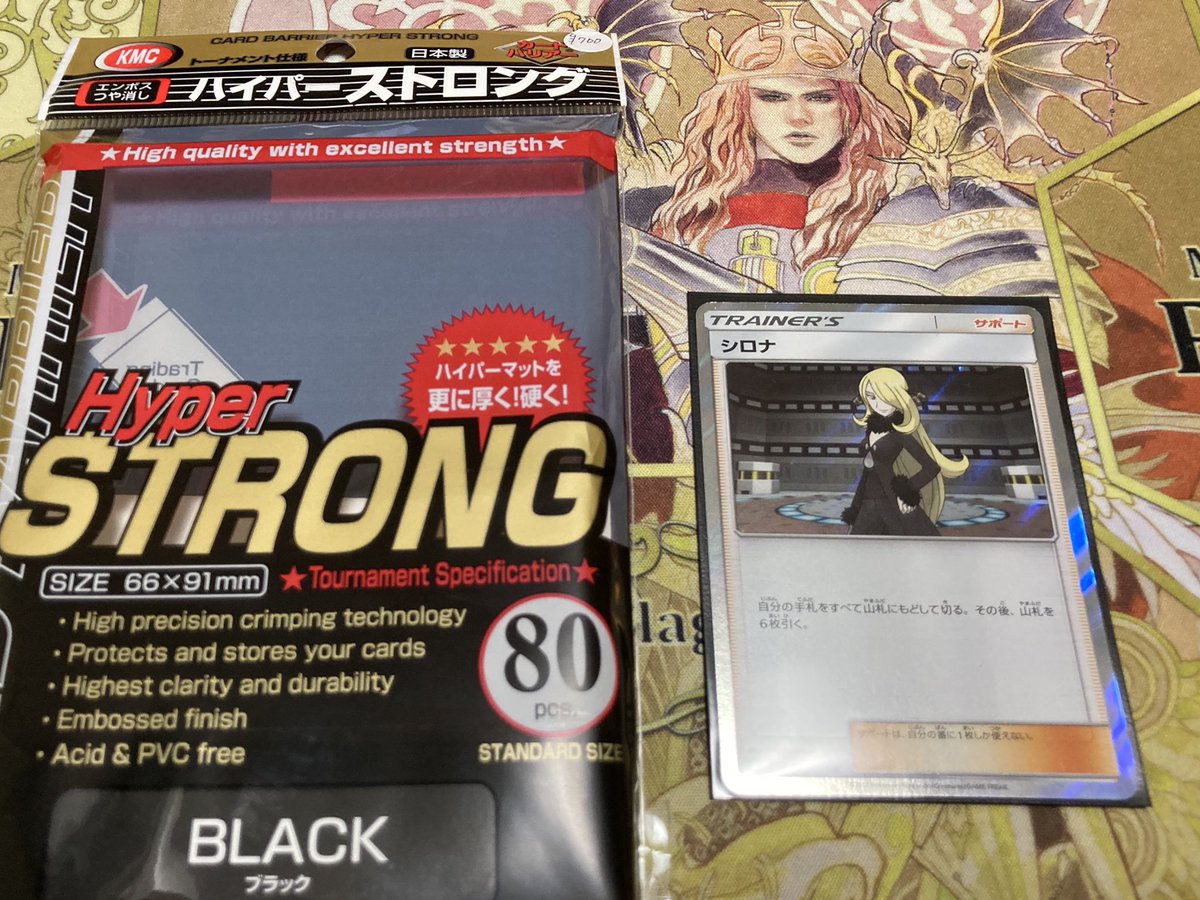 CARD BARRIER HYPER STRONG
¥700
KMC
トーナメント仕様
日本製
エンボス
つや消し
ハイパーストロング
★High quality with excellent strength★
★★★★★
ハイパーマットを
更に厚く!硬く!
Trading
Hyper
STRONG
SIZE 66×91mm
★Tournament Specification★
・High precision crimping technology
・Protects and stores your cards
・Highest clarity and durability
・Embossed finish
・Acid & PVC free
80
pcs.
STANDARD SIZE
BLACK
ブラック
TRAINER'S
サポート
シロナ
自分の手札をすべて山札にもどして切る。その後、山札を
6枚引く。
サポートは、自分の番に1枚しか使えない。